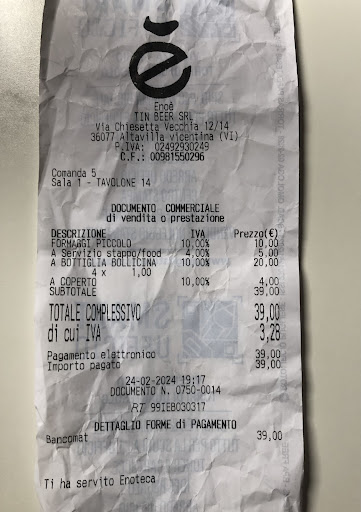 è
Enoè
TIN BEER SRL
Via Chiesetta Vecchia 12/14
36077 Altavilla vicentina (VI)
P.IVA: 02492930249
C.F.: 00981550296
Comanda 5
Sala 1 - TAVOLONE 14
DOCUMENTO COMMERCIALE
di vendita o prestazione
DESCRIZIONE IVA Prezzo(€)
FORMAGGI PICCOLO 10,00% 10,00
A Servizio stappo/food 4,00% 5,00
A BOTTIGLIA BOLLICINA 10,00% 20,00
4 x 1,00
A COPERTO 10,00% 4,00
SUBTOTALE 39,00
TOTALE COMPLESSIVO 39,00
di cui IVA 3,28
Pagamento elettronico 39,00
Importo pagato 39,00
24-02-2024 19:17
DOCUMENTO N. 0750-0014
RT 99IEB030317
DETTAGLIO FORME di PAGAMENTO
Bancomat 39,00
Ti ha servito Enoteca